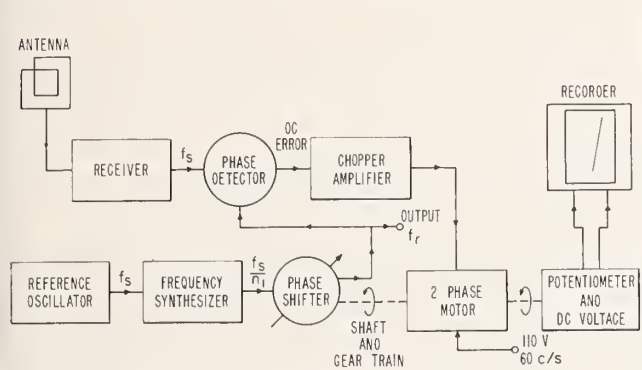 ANTENNA
RECORDER
RECEIVER
fs
PHASE
DETECTOR
OC
ERROR
CHOPPER
AMPLIFIER
OUTPUT
fr
REFERENCE
OSCILLATOR
fs
FREQUENCY
SYNTHESIZER
fs
n1
PHASE
SHIFTER
SHAFT
AND
GEAR TRAIN
2 PHASE
MOTOR
110 V
60 c/s
POTENTIOMETER
AND
DC VOLTAGE